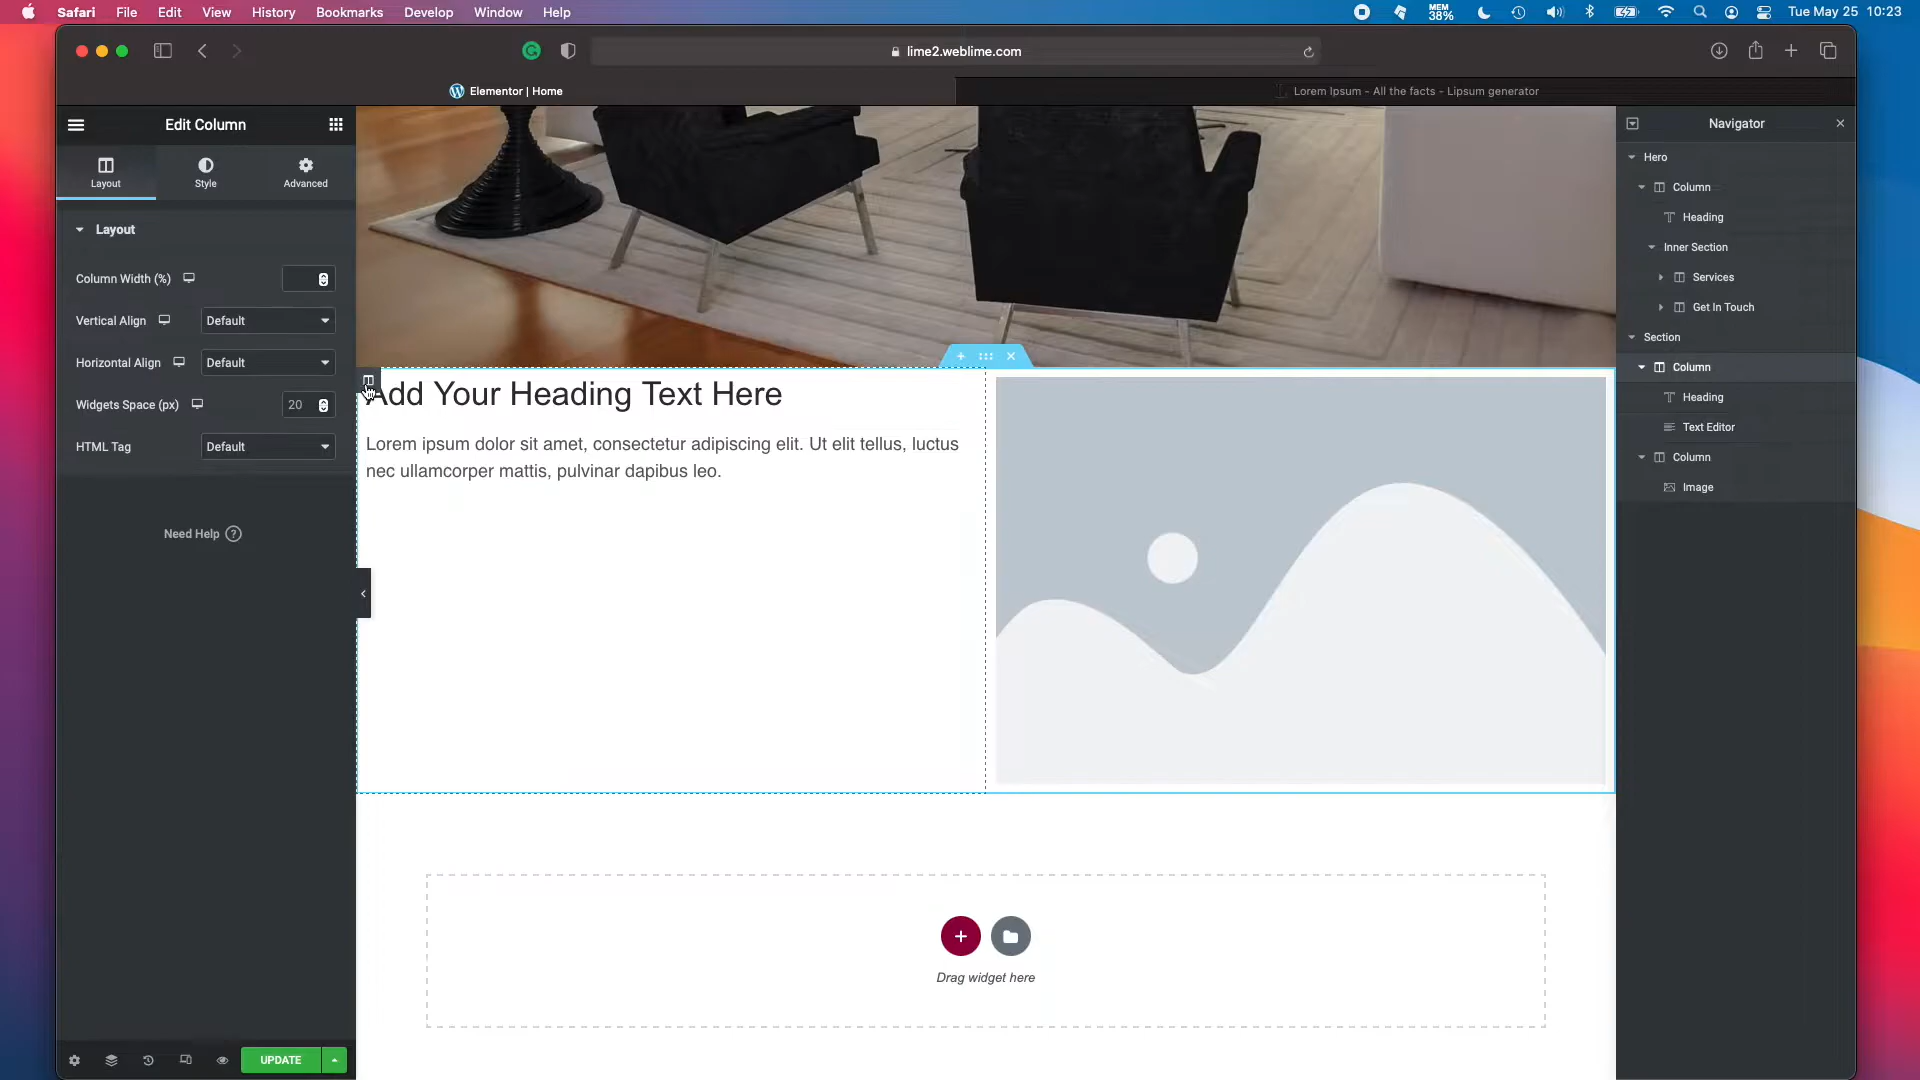 Safari File Edit View History Bookmarks Develop Window Help
MEM
38%
Tue May 25 10:23
lime2.weblime.com
Elementor | Home
Lorem Ipsum - All the facts - Lipsum generator
Edit Column
Layout
Style
Advanced
Layout
Column Width (%)
Vertical Align
Default
Horizontal Align
Default
Widgets Space (px)
20
HTML Tag
Default
Need Help
UPDATE
Add Your Heading Text Here
Lorem ipsum dolor sit amet, consectetur adipiscing elit. Ut elit tellus, luctus
nec ullamcorper mattis, pulvinar dapibus leo.
Drag widget here
Navigator
Hero
Column
Heading
Inner Section
Services
Get In Touch
Section
Column
Heading
Text Editor
Column
Image